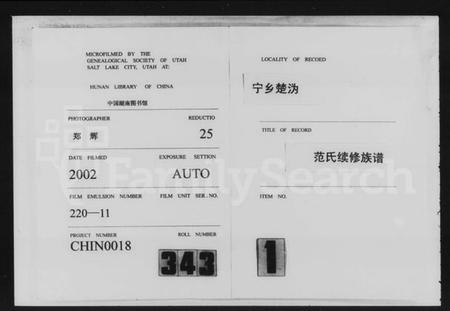 MICROFILMED BY THE
GENEALOGICAL SOCIETY OF UTAH
SALT LAKE CITY, UTAH AT:
HUNAN LIBRARY OF CHINA
中国湖南图书馆
PHOTOGRAPHER REDUCTIO
郑 辉 25
DATE FILMED EXPOSURE SETTION
2002 AUTO
FILM EMULSION NUMBER FILM UNIT SER.NO.
220—11
PROJECT NUMBER ROLL NUMBER
CHIN0018 343
LOCALITY OF RECOED
宁乡楚沩
TITLE OF RECORD
范氏续修族谱
ITEM NO.
1
FamilySearch